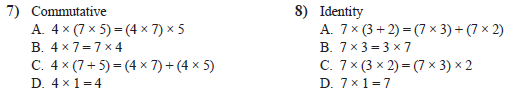 7) Commutative
A. 4 × (7 × 5) = (4 × 7) × 5
B. 4 × 7 = 7 × 4
C. 4 × (7 + 5) = (4 × 7) + (4 × 5)
D. 4 × 1 = 4
8) Identity
A. 7 × (3 + 2) = (7 × 3) + (7 × 2)
B. 7 × 3 = 3 × 7
C. 7 × (3 × 2) = (7 × 3) × 2
D. 7 × 1 = 7